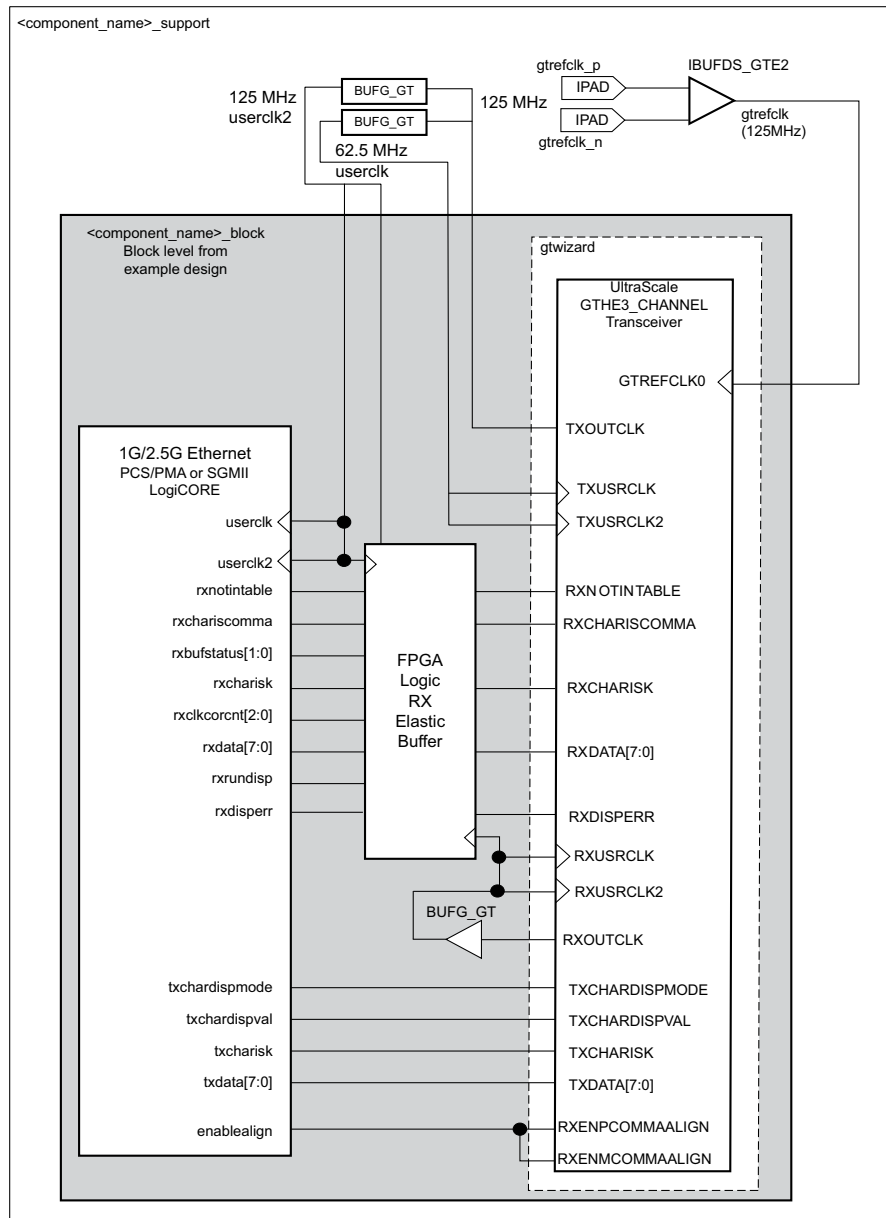 <component_name>_support
gtrefclk_p
IBUFDS_GTE2
BUFG_GT
IPAD
125 MHz
userclk2
125 MHz
BUFG_GT
IPAD
gtrefclk
(125MHz)
gtrefclk_n
62.5 MHz
userclk
<component_name>_block
Block level from
example design
gtwizard
UltraScale
GTHE3_CHANNEL
Transceiver
GTREFCLK0
TXOUTCLK
1G/2.5G Ethernet
PCS/PMA or SGMII
LogiCORE
TXUSRCLK
userclk
TXUSRCLK2
userclk2
rxnotintable
RXNOTINTABLE
rxchariscomma
RXCHARISCOMMA
rxbufstatus[1:0]
FPGA
Logic
RX
Elastic
Buffer
rxcharisk
RXCHARISK
rxclkcorcnt[2:0]
rxdata[7:0]
RXDATA[7:0]
rxrundisp
rxdisperr
RXDISPERR
RXUSRCLK
RXUSRCLK2
BUFG_GT
RXOUTCLK
txchardispmode
TXCHARDISPMODE
txchardispval
TXCHARDISPVAL
txcharisk
TXCHARISK
txdata[7:0]
TXDATA[7:0]
enablealign
RXENPCOMMAALIGN
RXENMCOMMAALIGN